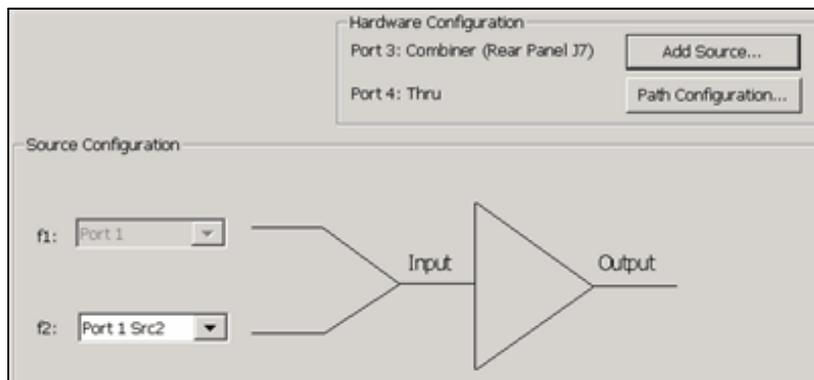 Hardware Configuration
Port 3: Combiner (Rear Panel J7)
Add Source...
Port 4: Thru
Path Configuration...
Source Configuration
f1:
Port 1
Input
Output
f2:
Port 1 Src2